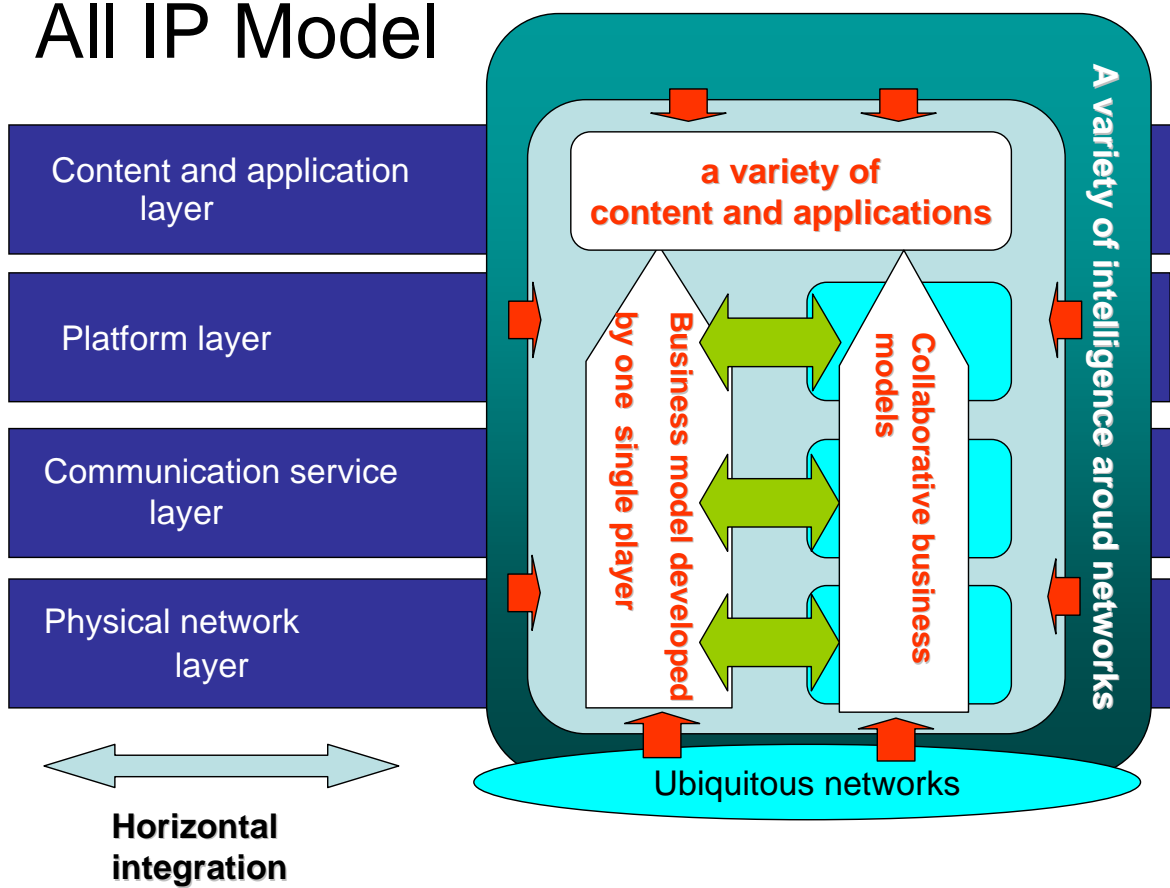 All IP Model
Content and application
layer
Platform layer
Communication service
layer
Physical network
layer
Horizontal
integration
a variety of
content and applications
Business model developed
by one single player
Collaborative business
models
A variety of intelligence aroud networks
Ubiquitous networks